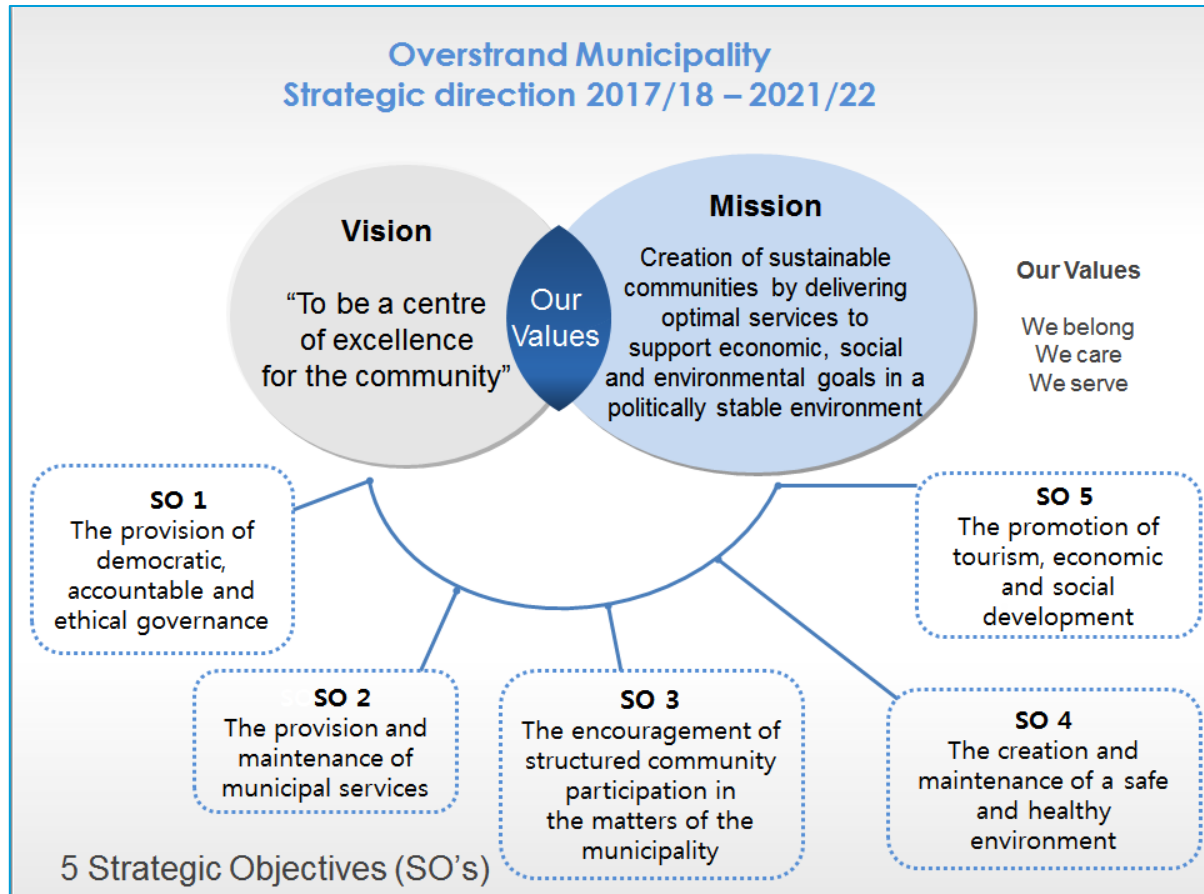 Overstrand Municipality
Strategic direction 2017/18 – 2021/22
Vision
“To be a centre
of excellence
for the community”
Our
Values
Mission
Creation of sustainable
communities by delivering
optimal services to
support economic, social
and environmental goals in a
politically stable environment
Our Values
We belong
We care
We serve
SO 1
The provision of
democratic,
accountable and
ethical governance
SO 2
The provision and
maintenance of
municipal services
SO 3
The encouragement of
structured community
participation in
the matters of the
municipality
SO 4
The creation and
maintenance of a safe
and healthy
environment
SO 5
The promotion of
tourism, economic
and social
development
5 Strategic Objectives (SO’s)